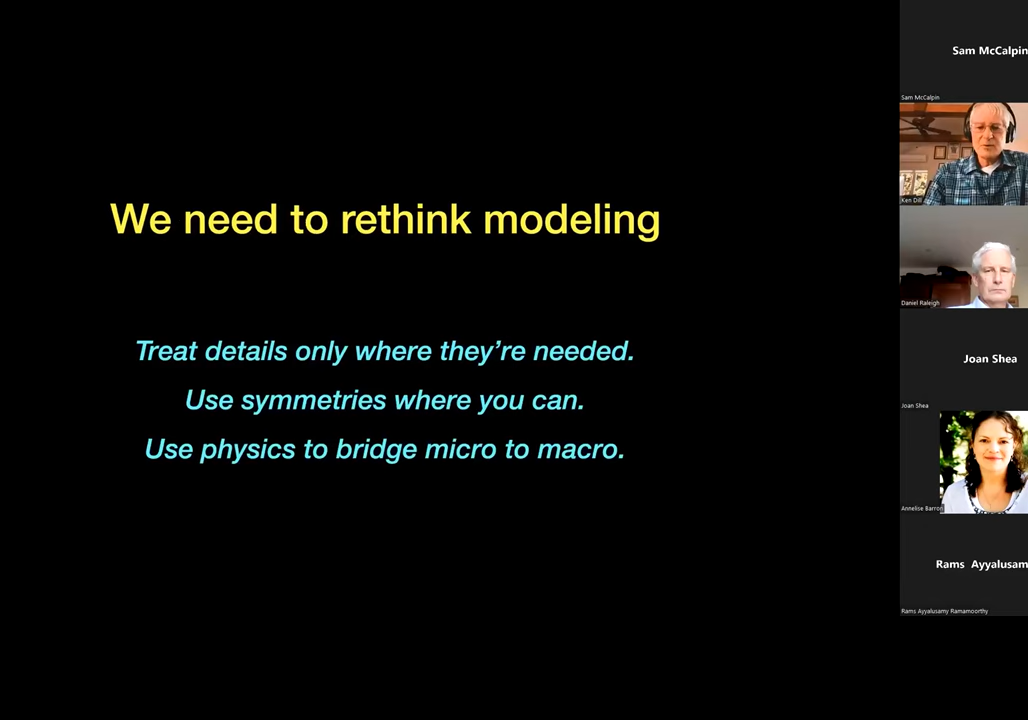 We need to rethink modeling
Treat details only where they're needed.
Use symmetries where you can.
Use physics to bridge micro to macro.
Sam McCalpin
Sam McCalpin
Ken Dill
Daniel Raleigh
Joan Shea
Joan Shea
Annelise Barron
Rams Ayyalusam
Rams Ayyalusamy Ramamoorthy